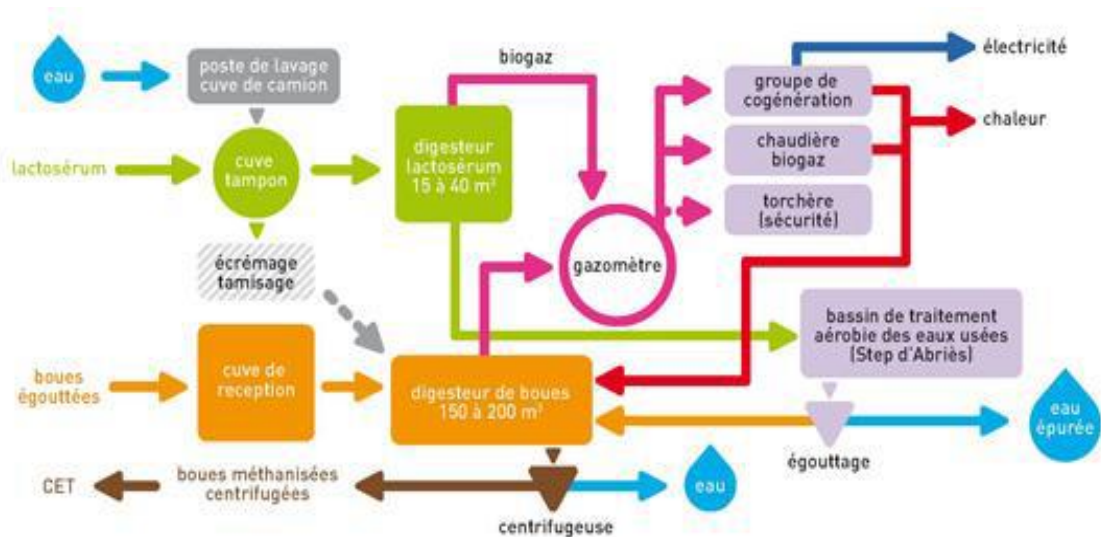 eau
poste de lavage
cuve de camion
biogaz
groupe de
cogénération
électricité
chaleur
lactosérum
cuve
tampon
digesteur
lactosérum
15 à 40 m³
chaudière
biogaz
torchère
(sécurité)
écrémage
tamisage
gazomètre
bassin de traitement
aérobie des eaux usées
(Step d'Abriès)
boues
égouttées
cuve de
reception
digesteur de boues
150 à 200 m³
eau
épurée
égouttage
CET
boues méthanisées
centrifugées
eau
centrifugeuse